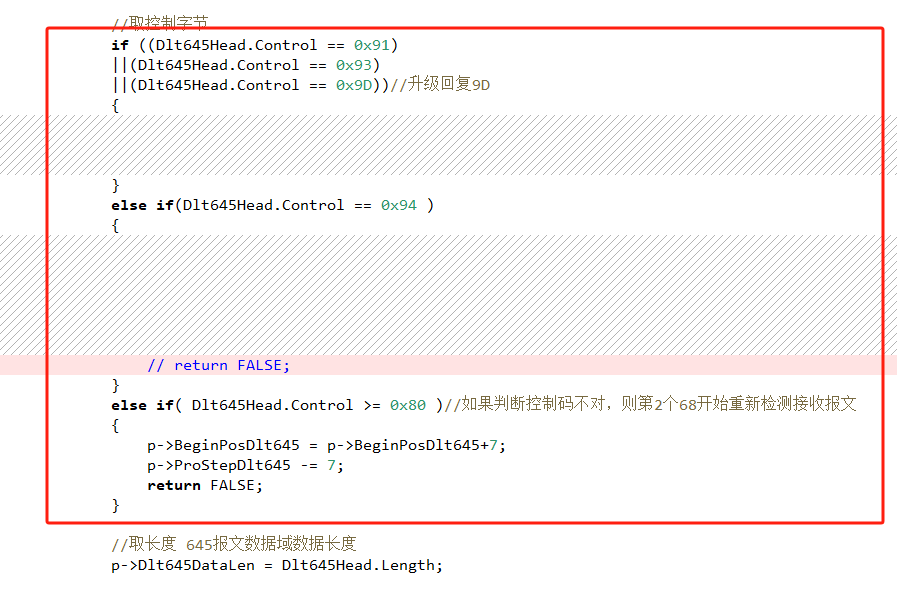 //取控制字节
if ((Dlt645Head.Control == 0x91)
||(Dlt645Head.Control == 0x93)
||(Dlt645Head.Control == 0x9D))//升级回复9D
{
}
else if(Dlt645Head.Control == 0x94 )
{
// return FALSE;
}
else if( Dlt645Head.Control >= 0x80 )//如果判断控制码不对，则第2个68开始重新检测接收报文
{
p->BeginPosDlt645 = p->BeginPosDlt645+7;
p->ProStepDlt645 -= 7;
return FALSE;
}
//取长度 645报文数据域数据长度
p->Dlt645DataLen = Dlt645Head.Length;